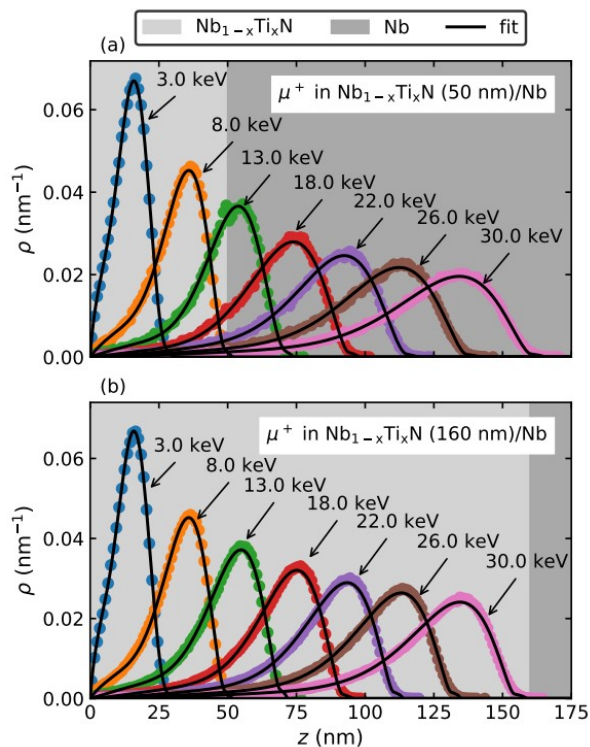 Nb₁₋ₓTiₓN Nb fit
(a)
μ⁺ in Nb₁₋ₓTiₓN (50 nm)/Nb
3.0 keV
8.0 keV
13.0 keV
18.0 keV
22.0 keV
26.0 keV
30.0 keV
0.06
0.04
0.02
0.00
ρ (nm⁻¹)
(b)
μ⁺ in Nb₁₋ₓTiₓN (160 nm)/Nb
3.0 keV
8.0 keV
13.0 keV
18.0 keV
22.0 keV
26.0 keV
30.0 keV
0.06
0.04
0.02
0.00
ρ (nm⁻¹)
0 25 50 75 100 125 150 175
z (nm)